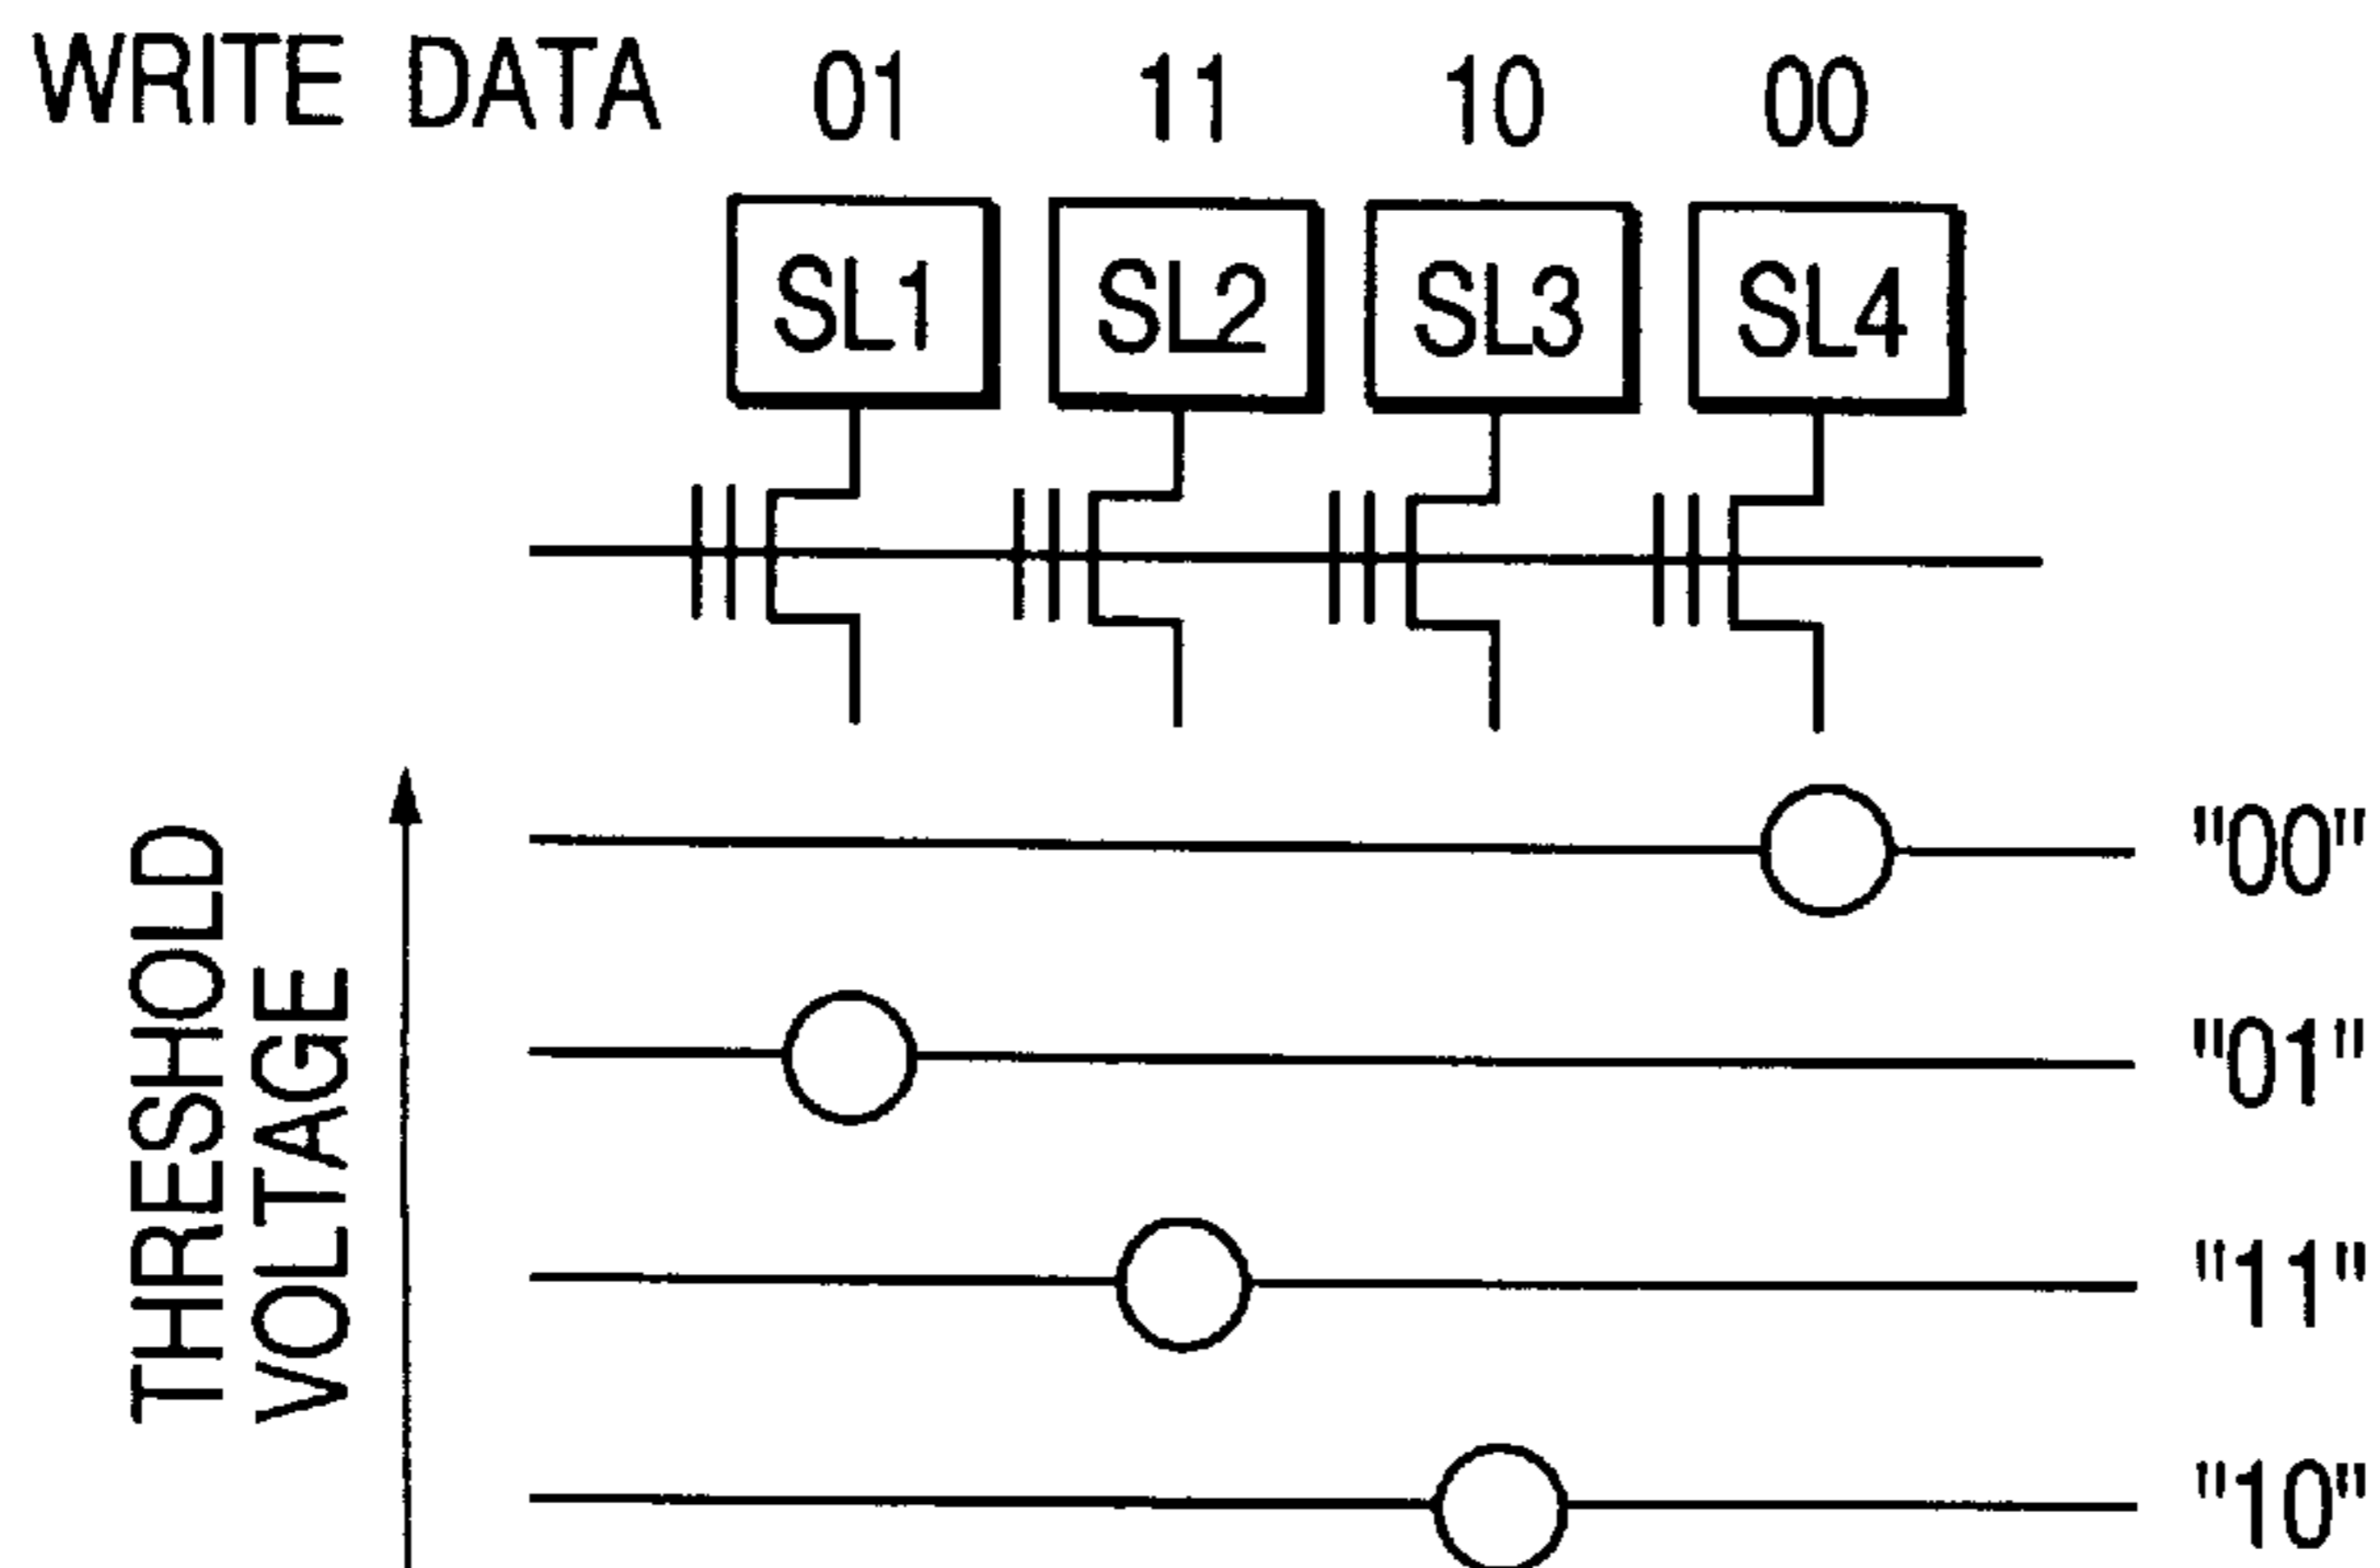 WRITE DATA 01 11 10 00
SL1 SL2 SL3 SL4
THRESHOLD
VOLTAGE
"00"
"01"
"11"
"10"